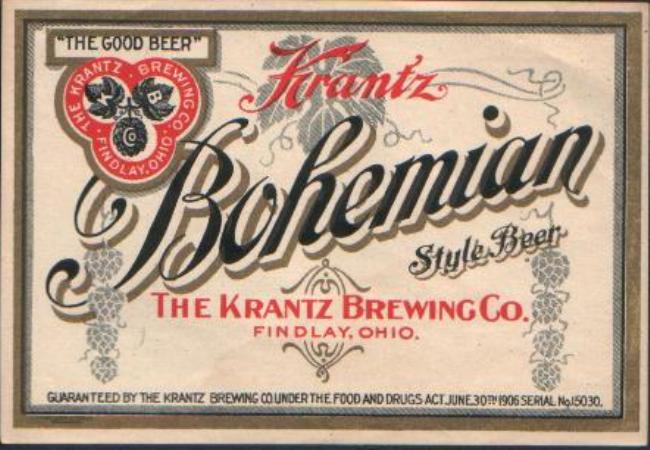 "THE GOOD BEER"
THE KRANTZ · BREWING CO. · FINDLAY, OHIO ·
K B
CO
Krantz
Bohemian
Style Beer
THE KRANTZ BREWING CO.
FINDLAY, OHIO.
GUARANTEED BY THE KRANTZ BREWING CO. UNDER THE FOOD AND DRUGS ACT. JUNE.30TH 1906 SERIAL No.15030.